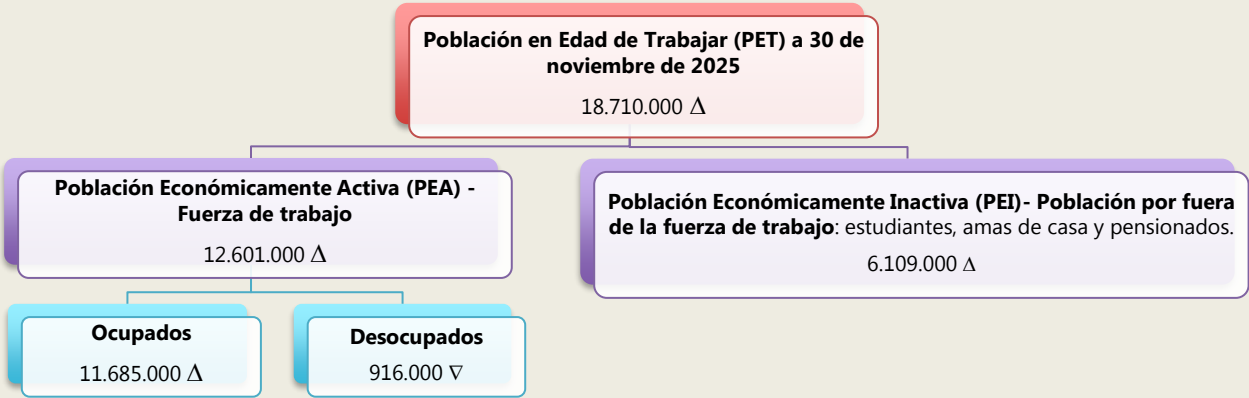 Población en Edad de Trabajar (PET) a 30 de
noviembre de 2025
18.710.000 Δ
Población Económicamente Activa (PEA) -
Fuerza de trabajo
12.601.000 Δ
Población Económicamente Inactiva (PEI)- Población por fuera
de la fuerza de trabajo: estudiantes, amas de casa y pensionados.
6.109.000 Δ
Ocupados
11.685.000 Δ
Desocupados
916.000 ∇